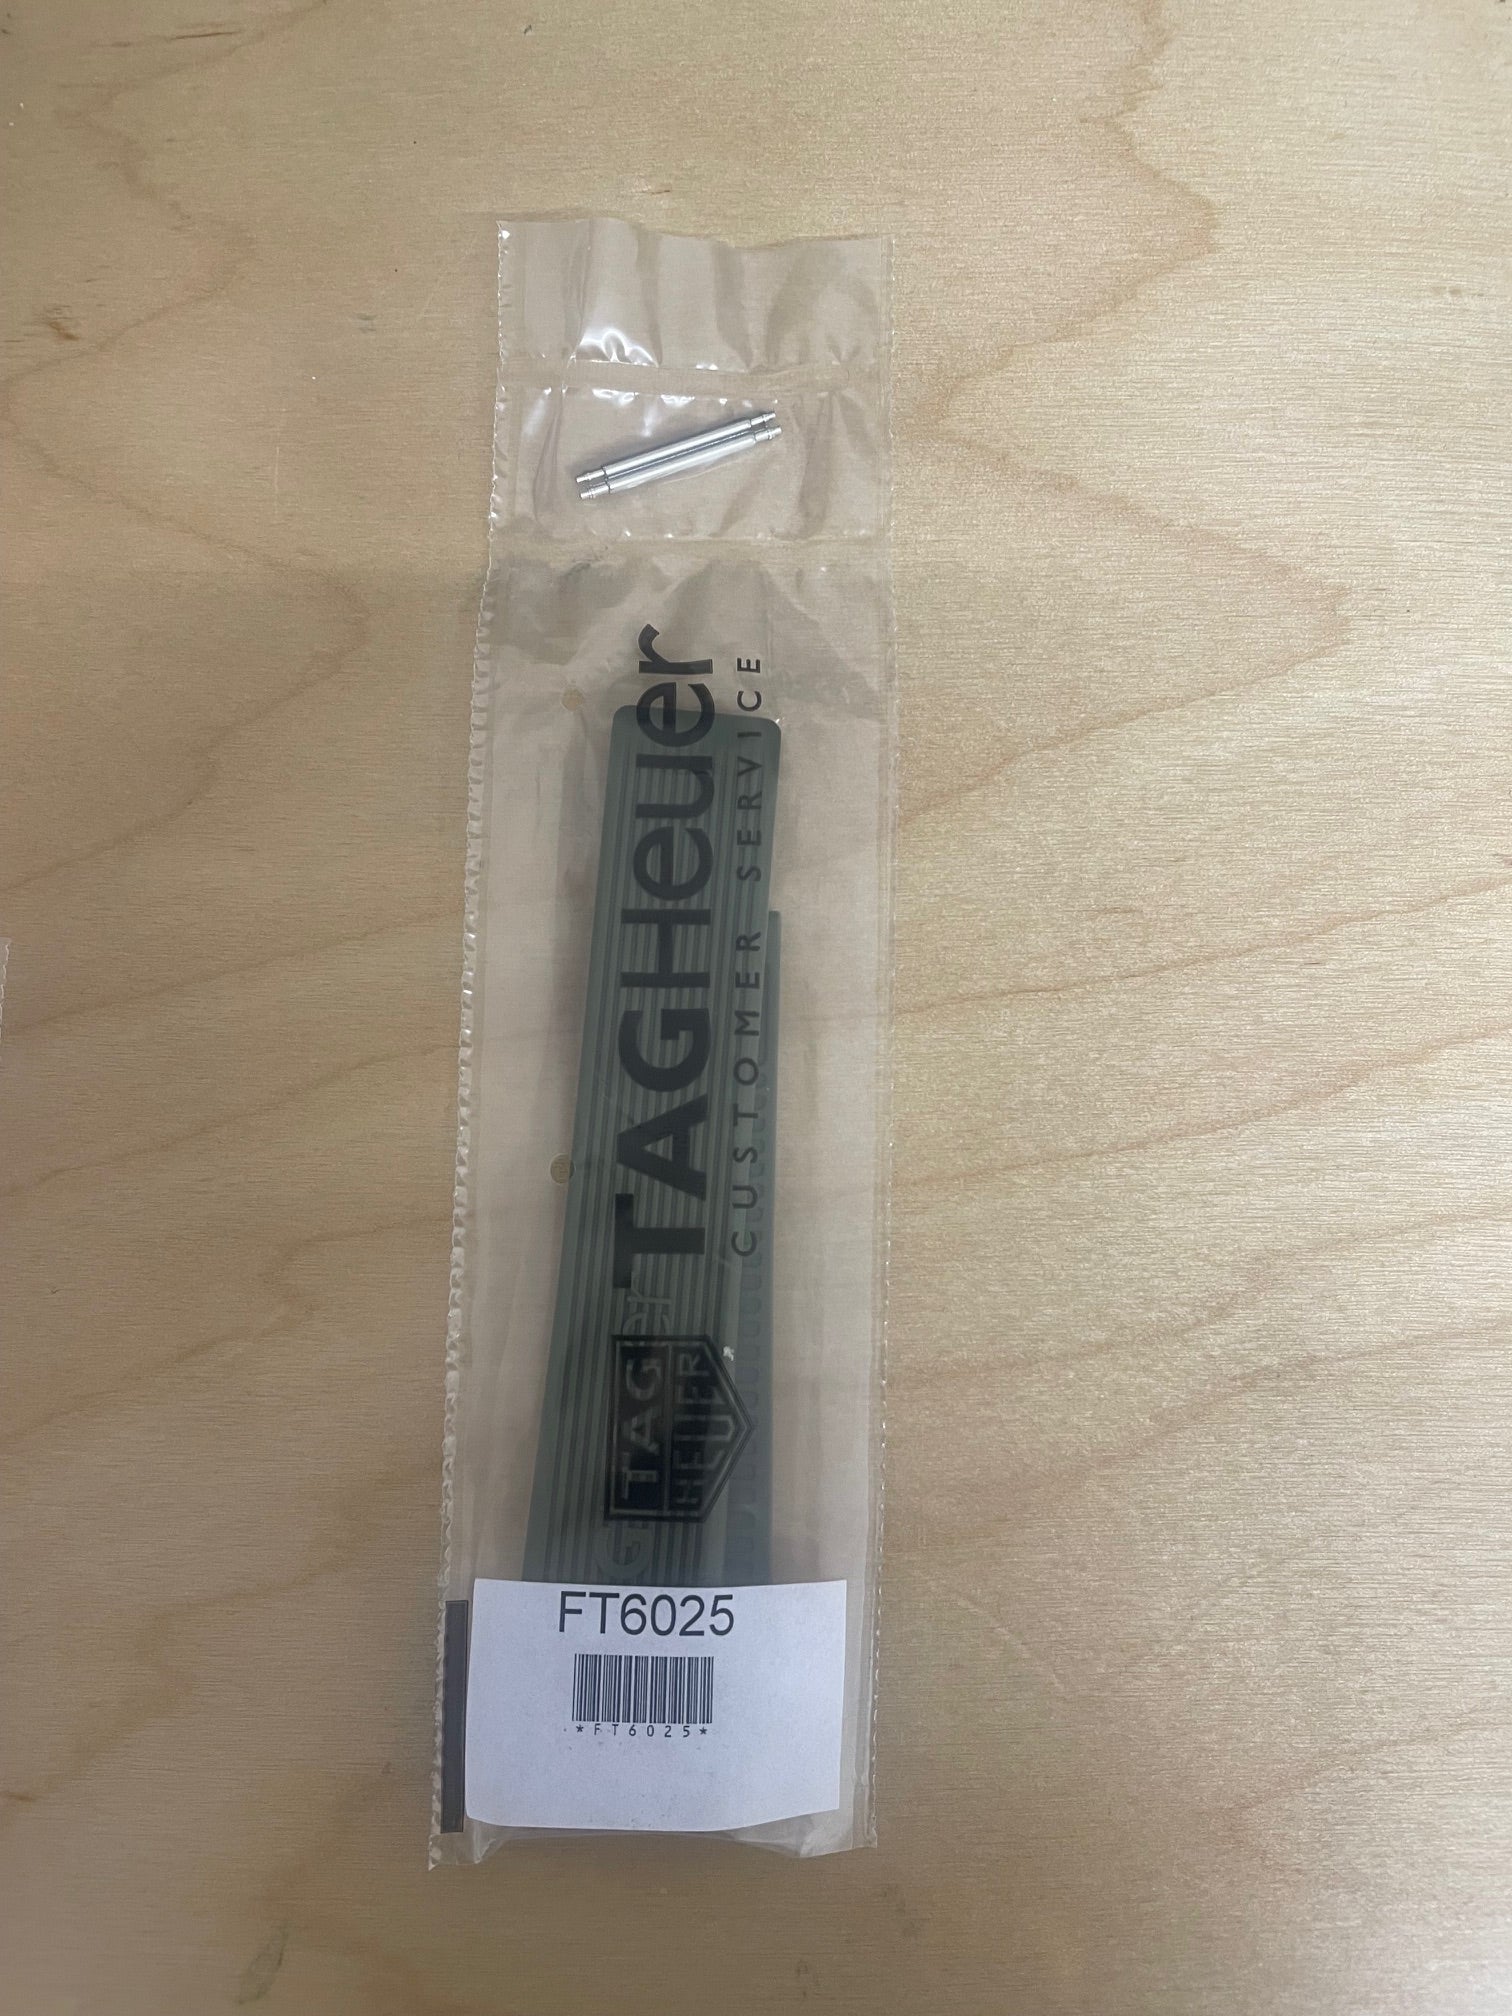 TAGHeuer
CUSTOMER SERVICE
TAG
HEUER
FT6025
*FT6025*